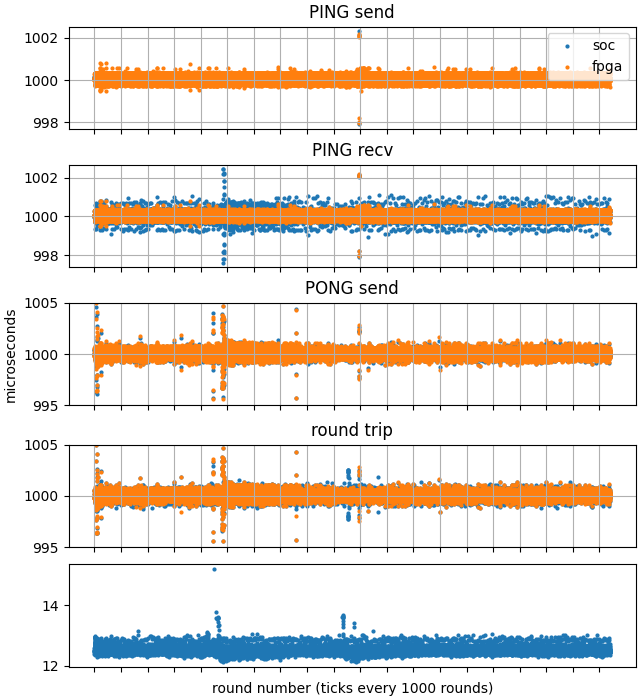 PING send
1002
1000
998
soc
fpga
PING recv
1002
1000
998
PONG send
1005
1000
995
microseconds
round trip
1005
1000
995
14
12
round number (ticks every 1000 rounds)